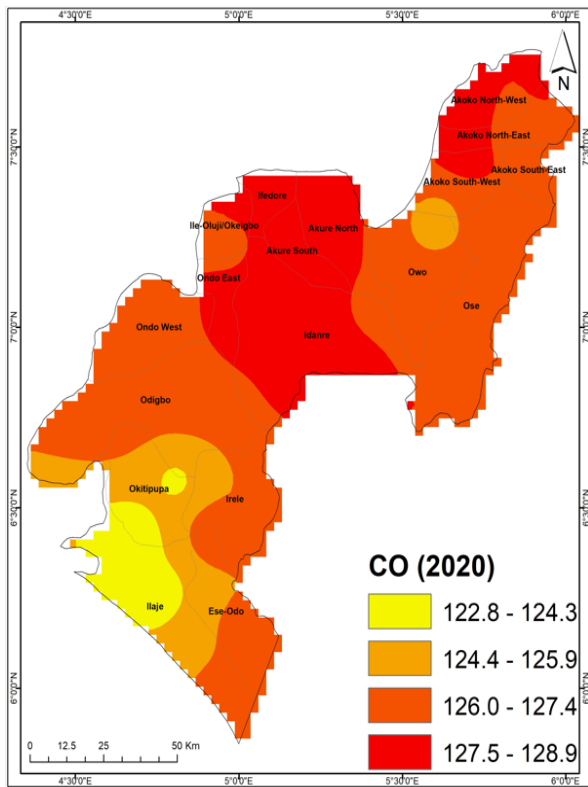 4°30'0"E 5°0'0"E 5°30'0"E 6°0'0"E
N
7°30'0"N 7°30'0"N
7°0'0"N 7°0'0"N
6°30'0"N 6°30'0"N
6°0'0"N 6°0'0"N
Akoko North-West
Akoko North-East
Akoko South-East
Akoko South-West
Ifedore
Ile-Oluji/Okeigbo
Akure North
Akure South
Owo
Ondo East
Ose
Ondo West
Idanre
Odigbo
Okitipupa
Irele
Ilaje
Ese-Odo
CO (2020)
122.8 - 124.3
124.4 - 125.9
126.0 - 127.4
127.5 - 128.9
0 12.5 25 50 Km
4°30'0"E 5°0'0"E 5°30'0"E 6°0'0"E